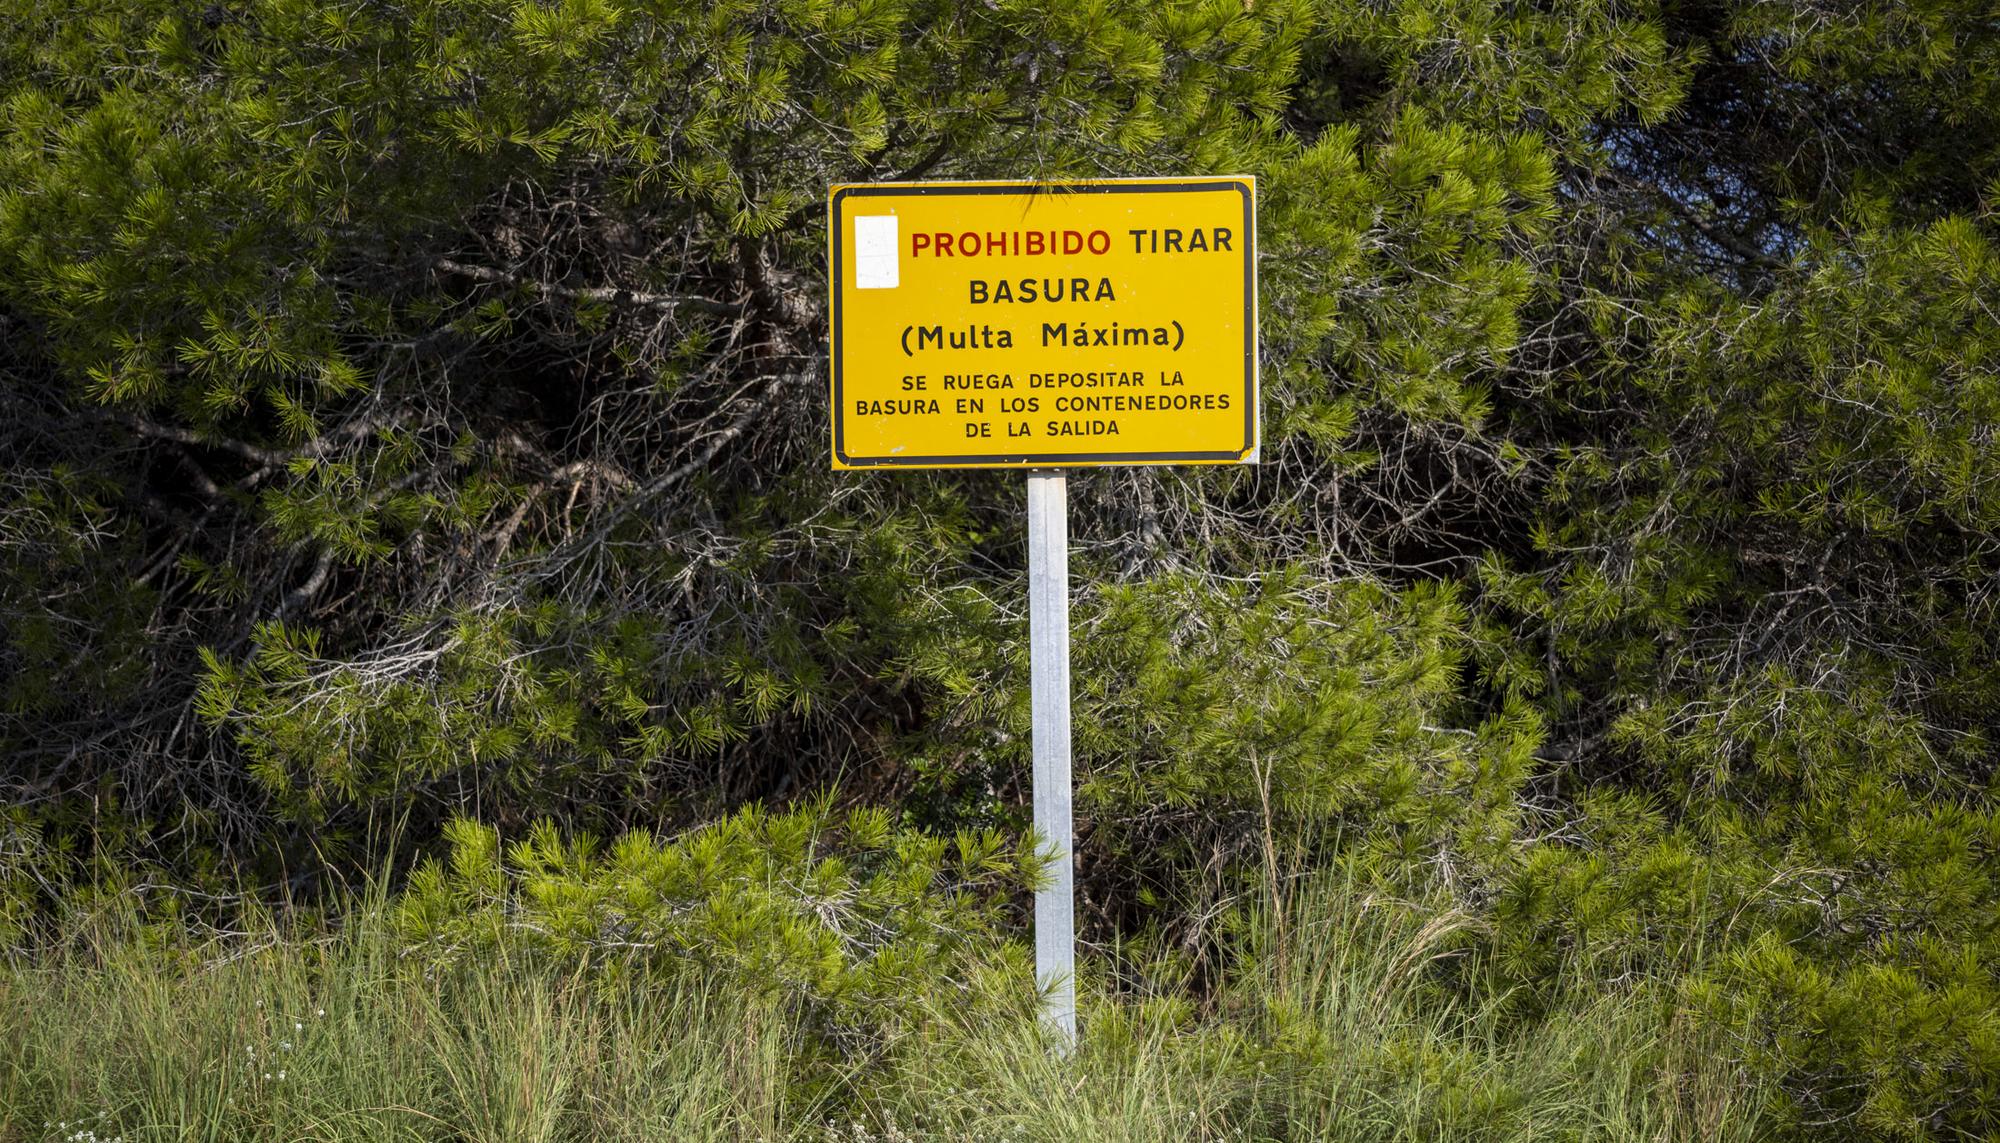 PROHIBIDO TIRAR
BASURA
(Multa Máxima)
SE RUEGA DEPOSITAR LA
BASURA EN LOS CONTENEDORES
DE LA SALIDA